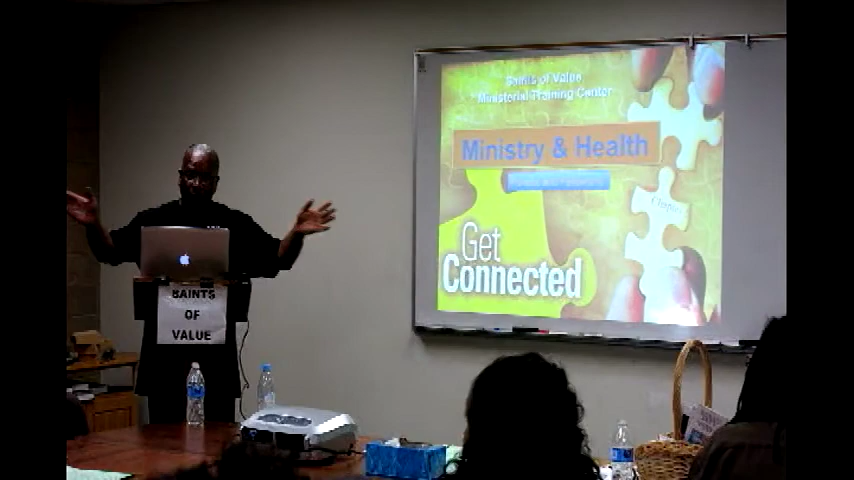 Saints of Value
Ministerial Training Center
Ministry & Health
Get
Connected
SAINTS
OF
VALUE